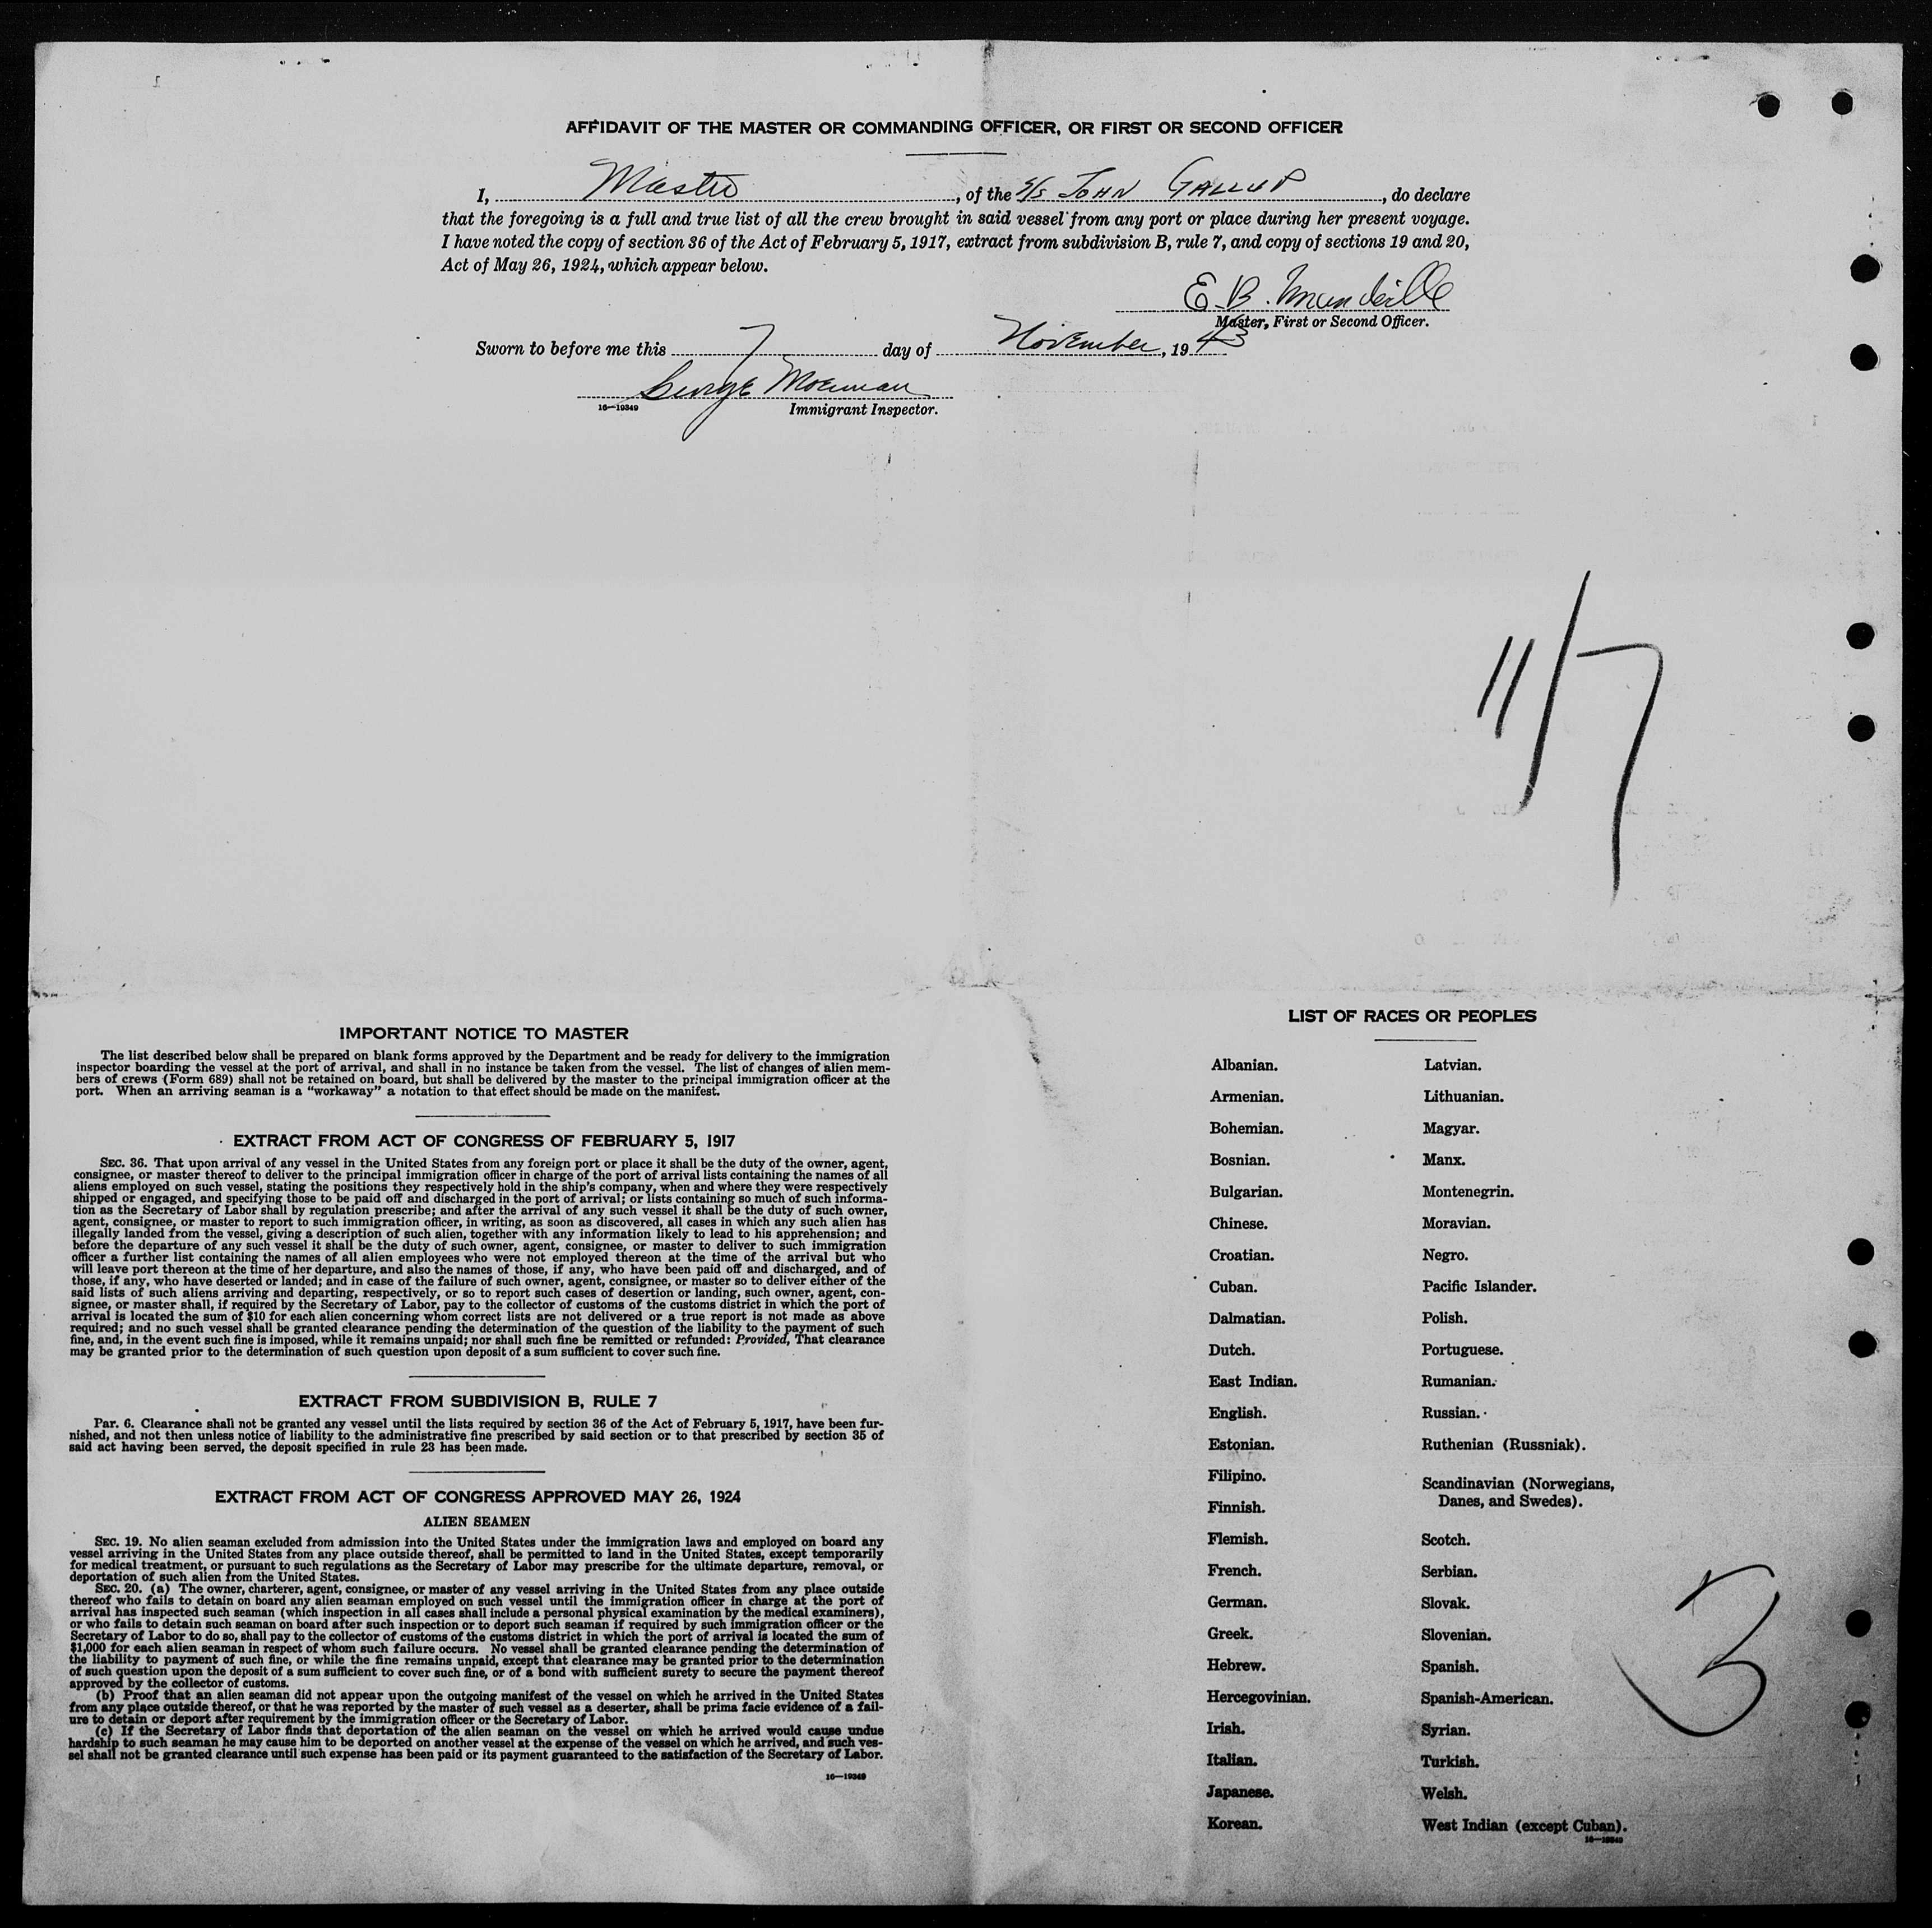 AFFIDAVIT OF THE MASTER OR COMMANDING OFFICER, OR FIRST OR SECOND OFFICER
I, Master, of the S/S JOHN GALLUP, do declare
that the foregoing is a full and true list of all the crew brought in said vessel from any port or place during her present voyage.
I have noted the copy of section 36 of the Act of February 5, 1917, extract from subdivision B, rule 7, and copy of sections 19 and 20,
Act of May 26, 1924, which appear below.
E. B. Mundeille
Master, First or Second Officer.
Sworn to before me this 7 day of November, 19 43
George Moerman
16—19349 Immigrant Inspector.
11/7
IMPORTANT NOTICE TO MASTER
The list described below shall be prepared on blank forms approved by the Department and be ready for delivery to the immigration
inspector boarding the vessel at the port of arrival, and shall in no instance be taken from the vessel. The list of changes of alien mem-
bers of crews (Form 689) shall not be retained on board, but shall be delivered by the master to the principal immigration officer at the
port. When an arriving seaman is a "workaway" a notation to that effect should be made on the manifest.
EXTRACT FROM ACT OF CONGRESS OF FEBRUARY 5, 1917
SEC. 36. That upon arrival of any vessel in the United States from any foreign port or place it shall be the duty of the owner, agent,
consignee, or master thereof to deliver to the principal immigration officer in charge of the port of arrival lists containing the names of all
aliens employed on such vessel, stating the positions they respectively hold in the ship's company, when and where they were respectively
shipped or engaged, and specifying those to be paid off and discharged in the port of arrival; or lists containing so much of such informa-
tion as the Secretary of Labor shall by regulation prescribe; and after the arrival of any such vessel it shall be the duty of such owner,
agent, consignee, or master to report to such immigration officer, in writing, as soon as discovered, all cases in which any such alien has
illegally landed from the vessel, giving a description of such alien, together with any information likely to lead to his apprehension; and
before the departure of any such vessel it shall be the duty of such owner, agent, consignee, or master to deliver to such immigration
officer a further list containing the names of all alien employees who were not employed thereon at the time of the arrival but who
will leave port thereon at the time of her departure, and also the names of those, if any, who have been paid off and discharged, and of
those, if any, who have deserted or landed; and in case of the failure of such owner, agent, consignee, or master so to deliver either of the
said lists of such aliens arriving and departing, respectively, or so to report such cases of desertion or landing, such owner, agent, con-
signee, or master shall, if required by the Secretary of Labor, pay to the collector of customs of the customs district in which the port of
arrival is located the sum of $10 for each alien concerning whom correct lists are not delivered or a true report is not made as above
required; and no such vessel shall be granted clearance pending the determination of the question of the liability to the payment of such
fine, and, in the event such fine is imposed, while it remains unpaid; nor shall such fine be remitted or refunded: Provided, That clearance
may be granted prior to the determination of such question upon deposit of a sum sufficient to cover such fine.
EXTRACT FROM SUBDIVISION B, RULE 7
Par. 6. Clearance shall not be granted any vessel until the lists required by section 36 of the Act of February 5, 1917, have been fur-
nished, and not then unless notice of liability to the administrative fine prescribed by said section or to that prescribed by section 35 of
said act having been served, the deposit specified in rule 23 has been made.
EXTRACT FROM ACT OF CONGRESS APPROVED MAY 26, 1924
ALIEN SEAMEN
SEC. 19. No alien seaman excluded from admission into the United States under the immigration laws and employed on board any
vessel arriving in the United States from any place outside thereof, shall be permitted to land in the United States, except temporarily
for medical treatment, or pursuant to such regulations as the Secretary of Labor may prescribe for the ultimate departure, removal, or
deportation of such alien from the United States.
SEC. 20. (a) The owner, charterer, agent, consignee, or master of any vessel arriving in the United States from any place outside
thereof who fails to detain on board any alien seaman employed on such vessel until the immigration officer in charge at the port of
arrival has inspected such seaman (which inspection in all cases shall include a personal physical examination by the medical examiners),
or who fails to detain such seaman on board after such inspection or to deport such seaman if required by such immigration officer or the
Secretary of Labor to do so, shall pay to the collector of customs of the customs district in which the port of arrival is located the sum of
$1,000 for each alien seaman in respect of whom such failure occurs. No vessel shall be granted clearance pending the determination of
the liability to payment of such fine, or while the fine remains unpaid, except that clearance may be granted prior to the determination
of such question upon the deposit of a sum sufficient to cover such fine, or of a bond with sufficient surety to secure the payment thereof
approved by the collector of customs.
(b) Proof that an alien seaman did not appear upon the outgoing manifest of the vessel on which he arrived in the United States
from any place outside thereof, or that he was reported by the master of such vessel as a deserter, shall be prima facie evidence of a fail-
ure to detain or deport after requirement by the immigration officer or the Secretary of Labor.
(c) If the Secretary of Labor finds that deportation of the alien seaman on the vessel on which he arrived would cause undue
hardship to such seaman he may cause him to be deported on another vessel at the expense of the vessel on which he arrived, and such ves-
sel shall not be granted clearance until such expense has been paid or its payment guaranteed to the satisfaction of the Secretary of Labor.
16—19349
LIST OF RACES OR PEOPLES
Albanian.
Armenian.
Bohemian.
Bosnian.
Bulgarian.
Chinese.
Croatian.
Cuban.
Dalmatian.
Dutch.
East Indian.
English.
Estonian.
Filipino.
Finnish.
Flemish.
French.
German.
Greek.
Hebrew.
Hercegovinian.
Irish.
Italian.
Japanese.
Korean.
Latvian.
Lithuanian.
Magyar.
Manx.
Montenegrin.
Moravian.
Negro.
Pacific Islander.
Polish.
Portuguese.
Rumanian.
Russian.
Ruthenian (Russniak).
Scandinavian (Norwegians,
Danes, and Swedes).
Scotch.
Serbian.
Slovak.
Slovenian.
Spanish.
Spanish-American.
Syrian.
Turkish.
Welsh.
West Indian (except Cuban).
16—19349
3